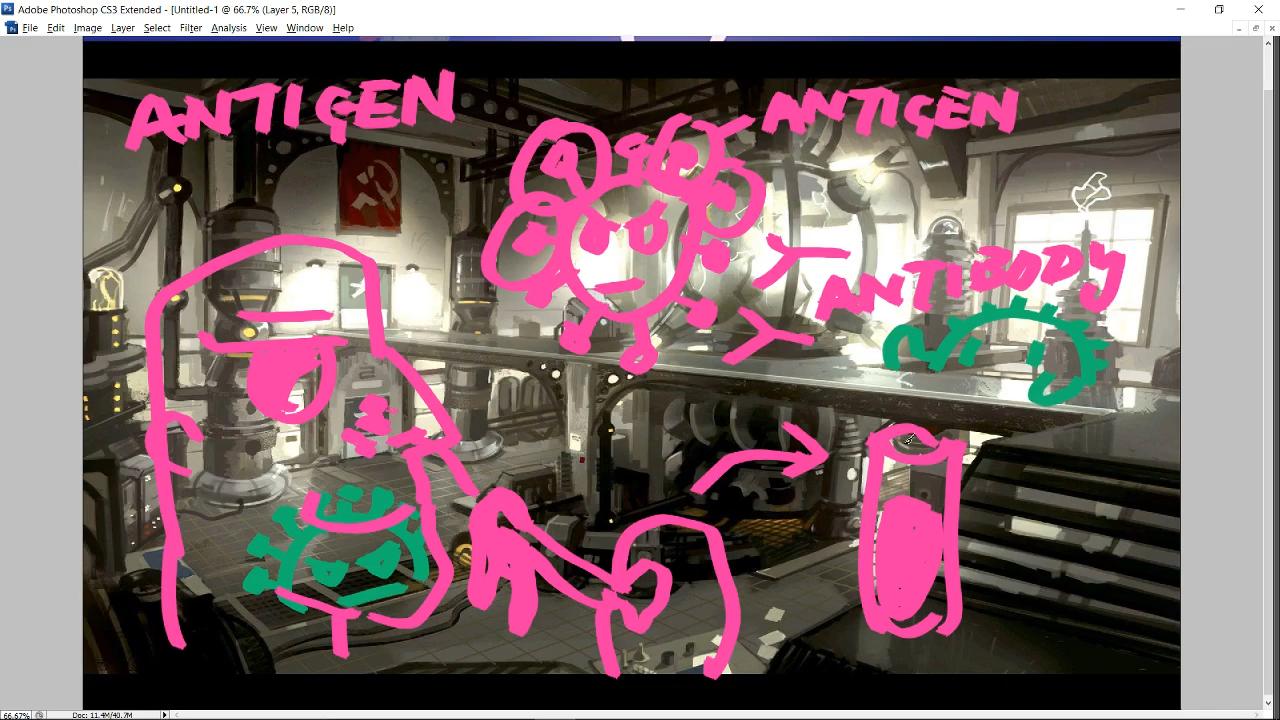 Adobe Photoshop CS3 Extended - [Untitled-1 @ 66.7% (Layer 5, RGB/8)]
File Edit Image Layer Select Filter Analysis View Window Help
ANTIGEN
ANTIGEN
ANTIBODY
66.67% Doc: 11.4M/40.7M